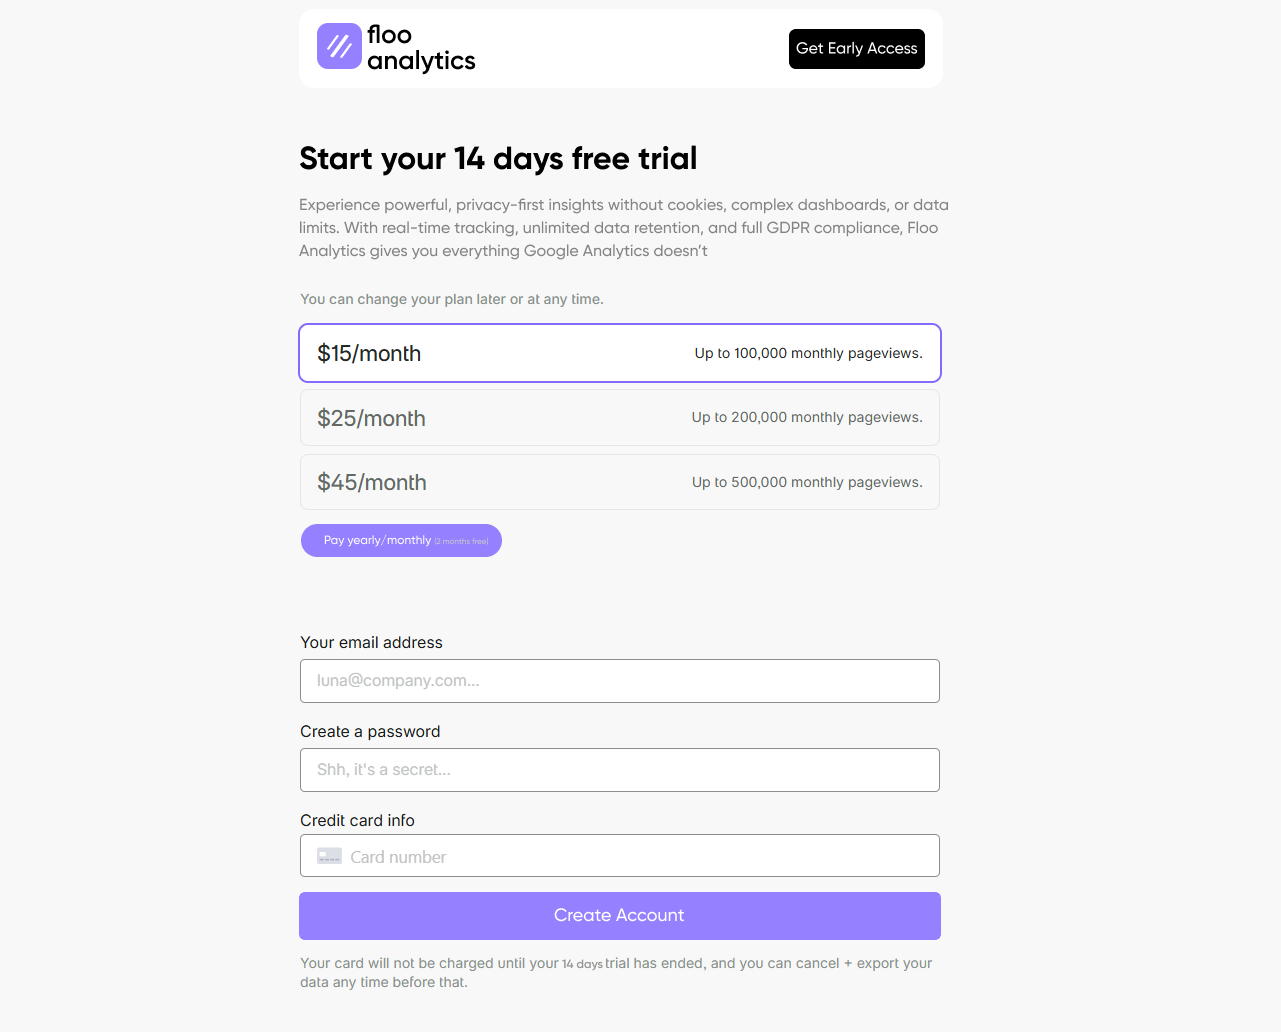 floo
analytics
Get Early Access
Start your 14 days free trial
Experience powerful, privacy-first insights without cookies, complex dashboards, or data
limits. With real-time tracking, unlimited data retention, and full GDPR compliance, Floo
Analytics gives you everything Google Analytics doesn’t
You can change your plan later or at any time.
$15/month Up to 100,000 monthly pageviews.
$25/month Up to 200,000 monthly pageviews.
$45/month Up to 500,000 monthly pageviews.
Pay yearly/monthly (2 months free)
Your email address
luna@company.com...
Create a password
Shh, it's a secret...
Credit card info
Card number
Create Account
Your card will not be charged until your 14 days trial has ended, and you can cancel + export your
data any time before that.